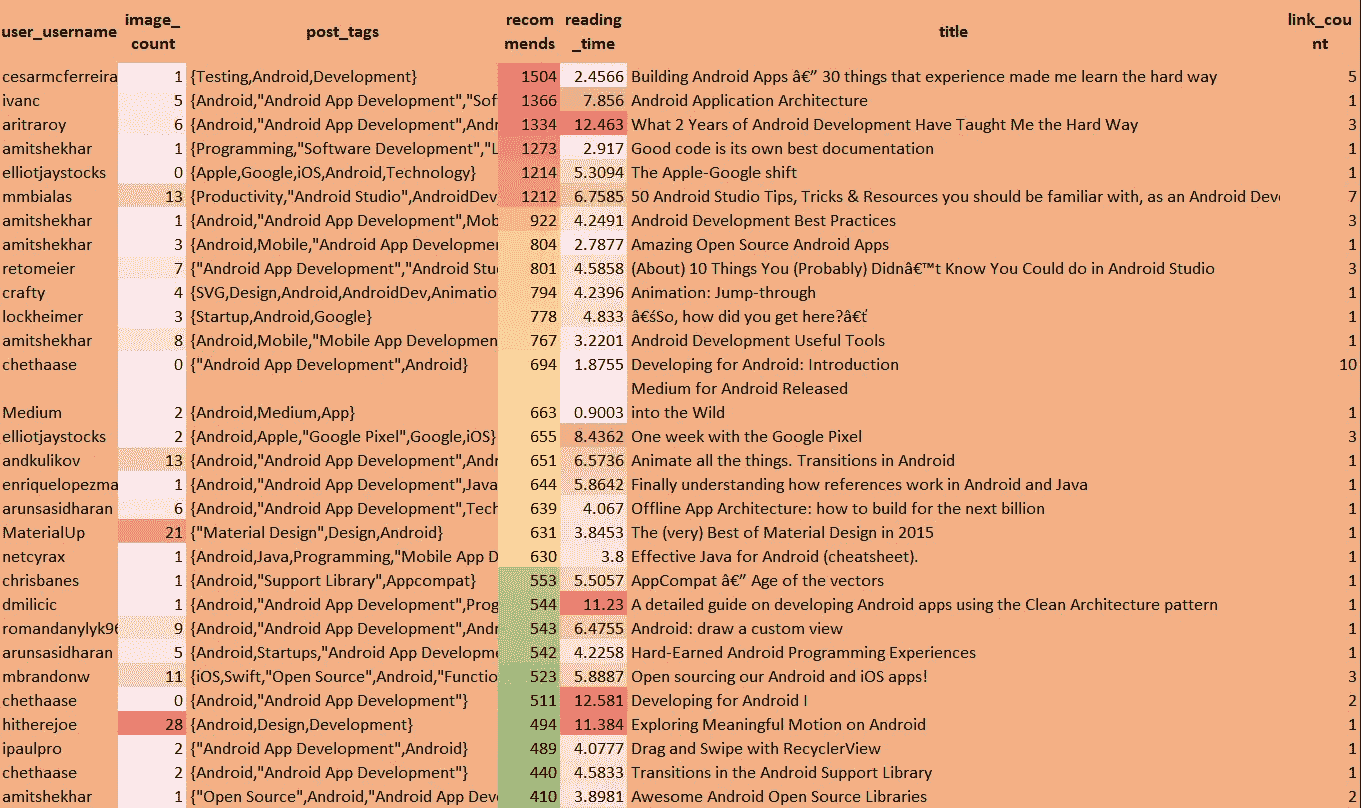 user_username image_count post_tags recommends reading_time title link_count
cesarmcferreira 1 {Testing,Android,Development} 1504 2.4566 Building Android Apps â€” 30 things that experience made me learn the hard way 5
ivanc 5 {Android,"Android App Development","Sof 1366 7.856 Android Application Architecture 1
aritraroy 6 {Android,"Android App Development",Andr 1334 12.463 What 2 Years of Android Development Have Taught Me the Hard Way 3
amitshekhar 1 {Programming,"Software Development","L 1273 2.917 Good code is its own best documentation 1
elliotjaystocks 0 {Apple,Google,iOS,Android,Technology} 1214 5.3094 The Apple-Google shift 1
mmbialas 13 {Productivity,"Android Studio",AndroidDev 1212 6.7585 50 Android Studio Tips, Tricks & Resources you should be familiar with, as an Android Deve 7
amitshekhar 1 {Android,"Android App Development",Mob 922 4.2491 Android Development Best Practices 3
amitshekhar 3 {Android,Mobile,"Android App Developmen 804 2.7877 Amazing Open Source Android Apps 1
retomeier 7 {"Android App Development","Android Stu 801 4.5858 (About) 10 Things You (Probably) Didnâ€™t Know You Could do in Android Studio 3
crafty 4 {SVG,Design,Android,AndroidDev,Animatio 794 4.2396 Animation: Jump-through 1
lockheimer 3 {Startup,Android,Google} 778 4.833 â€śSo, how did you get here?â€ť 1
amitshekhar 8 {Android,Mobile,"Mobile App Developmen 767 3.2201 Android Development Useful Tools 1
chethaase 0 {"Android App Development",Android} 694 1.8755 Developing for Android: Introduction 10
Medium for Android Released
Medium 2 {Android,Medium,App} 663 0.9003 into the Wild 1
elliotjaystocks 2 {Android,Apple,"Google Pixel",Google,iOS} 655 8.4362 One week with the Google Pixel 3
andkulikov 13 {Android,"Android App Development",Andr 651 6.5736 Animate all the things. Transitions in Android 1
enriquelopezma 1 {Android,"Android App Development",Java 644 5.8642 Finally understanding how references work in Android and Java 1
arunsasidharan 6 {Android,"Android App Development",Tech 639 4.067 Offline App Architecture: how to build for the next billion 1
MaterialUp 21 {"Material Design",Design,Android} 631 3.8453 The (very) Best of Material Design in 2015 1
netcyrax 1 {Android,Java,Programming,"Mobile App D 630 3.8 Effective Java for Android (cheatsheet). 1
chrisbanes 1 {Android,"Support Library",Appcompat} 553 5.5057 AppCompat â€” Age of the vectors 1
dmilicic 1 {Android,"Android App Development",Prog 544 11.23 A detailed guide on developing Android apps using the Clean Architecture pattern 1
romandanylyk96 9 {Android,"Android App Development",Andr 543 6.4755 Android: draw a custom view 1
arunsasidharan 5 {Android,Startups,"Android App Developme 542 4.2258 Hard-Earned Android Programming Experiences 1
mbrandonw 11 {iOS,Swift,"Open Source",Android,"Functio 523 5.8887 Open sourcing our Android and iOS apps! 3
chethaase 0 {Android,"Android App Development"} 511 12.581 Developing for Android I 2
hitherejoe 28 {Android,Design,Development} 494 11.384 Exploring Meaningful Motion on Android 1
ipaulpro 2 {"Android App Development",Android} 489 4.0777 Drag and Swipe with RecyclerView 1
chethaase 2 {Android,"Android App Development"} 440 4.5833 Transitions in the Android Support Library 1
amitshekhar 1 {"Open Source",Android,"Android App Deve 410 3.8981 Awesome Android Open Source Libraries 2